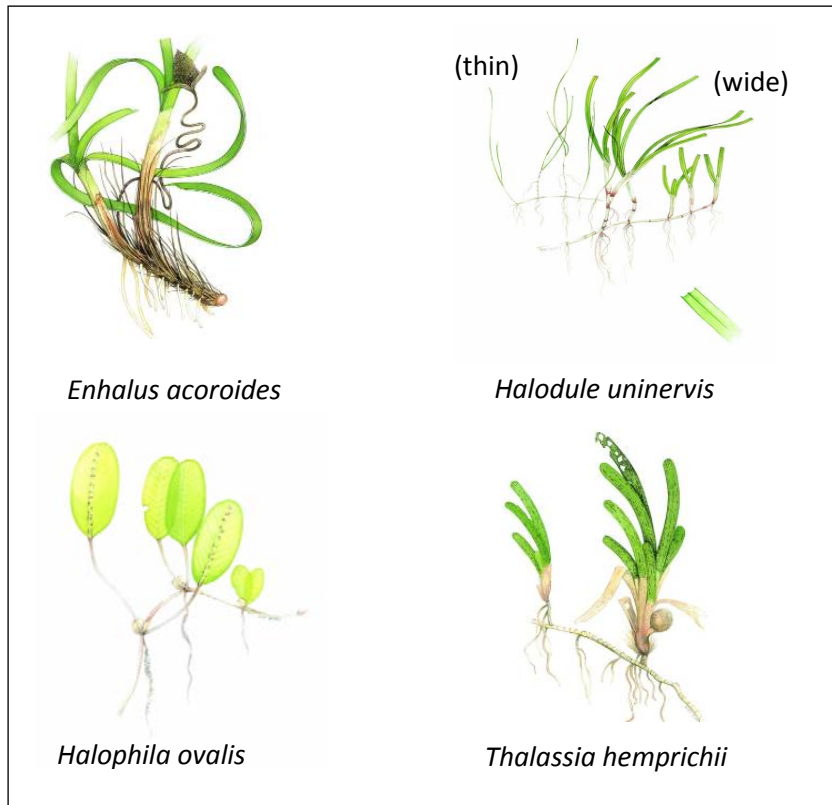 (thin)
(wide)
Enhalus acoroides
Halodule uninervis
Halophila ovalis
Thalassia hemprichii